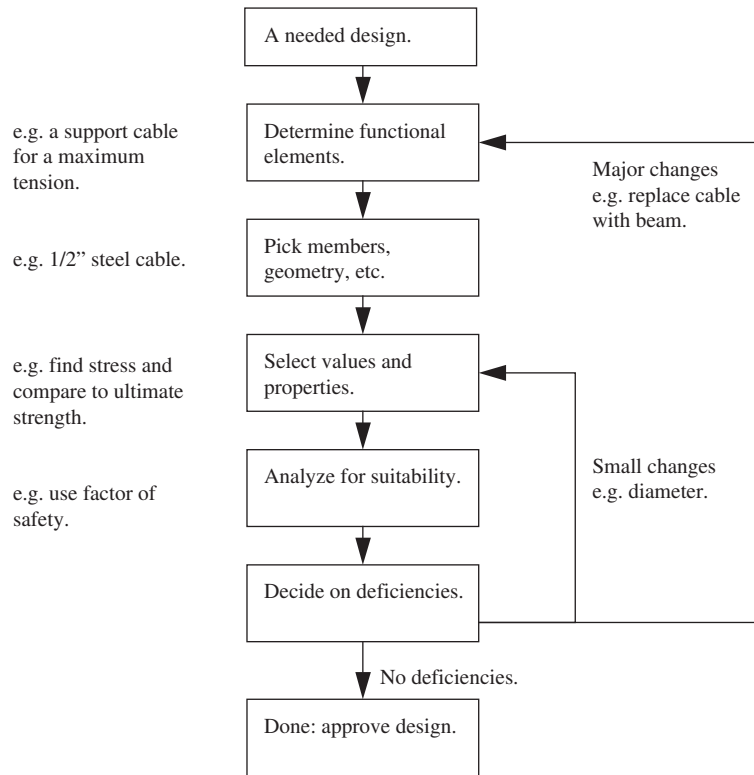 A needed design.
e.g. a support cable
for a maximum
tension.
Determine functional
elements.
Major changes
e.g. replace cable
with beam.
e.g. 1/2” steel cable.
Pick members,
geometry, etc.
e.g. find stress and
compare to ultimate
strength.
Select values and
properties.
Small changes
e.g. diameter.
e.g. use factor of
safety.
Analyze for suitability.
Decide on deficiencies.
No deficiencies.
Done: approve design.